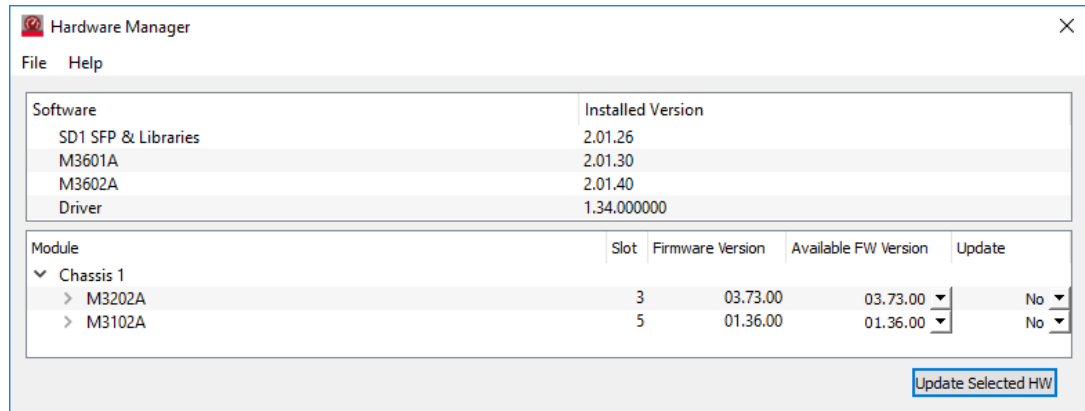 Hardware Manager
File Help
Software Installed Version
SD1 SFP & Libraries 2.01.26
M3601A 2.01.30
M3602A 2.01.40
Driver 1.34.000000
Module Slot Firmware Version Available FW Version Update
Chassis 1
M3202A 3 03.73.00 03.73.00 No
M3102A 5 01.36.00 01.36.00 No
Update Selected HW